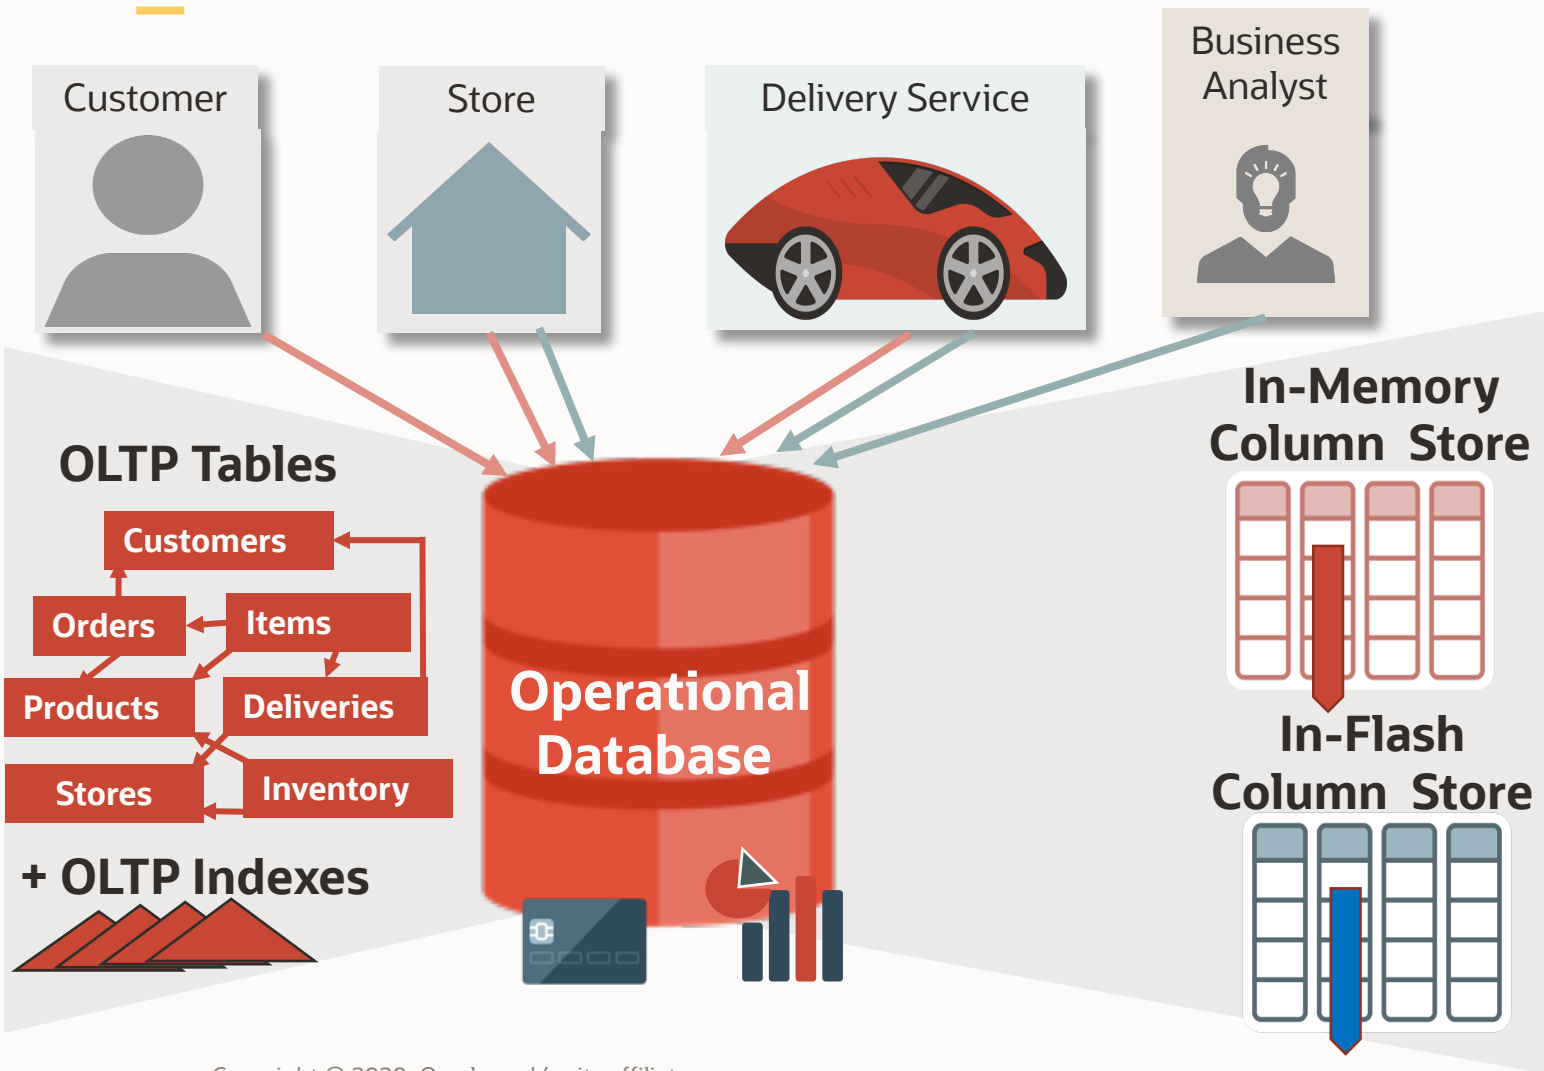 Customer
Store
Delivery Service
Business
Analyst
OLTP Tables
Customers
Orders
Items
Products
Deliveries
Stores
Inventory
+ OLTP Indexes
Operational
Database
In-Memory
Column Store
In-Flash
Column Store